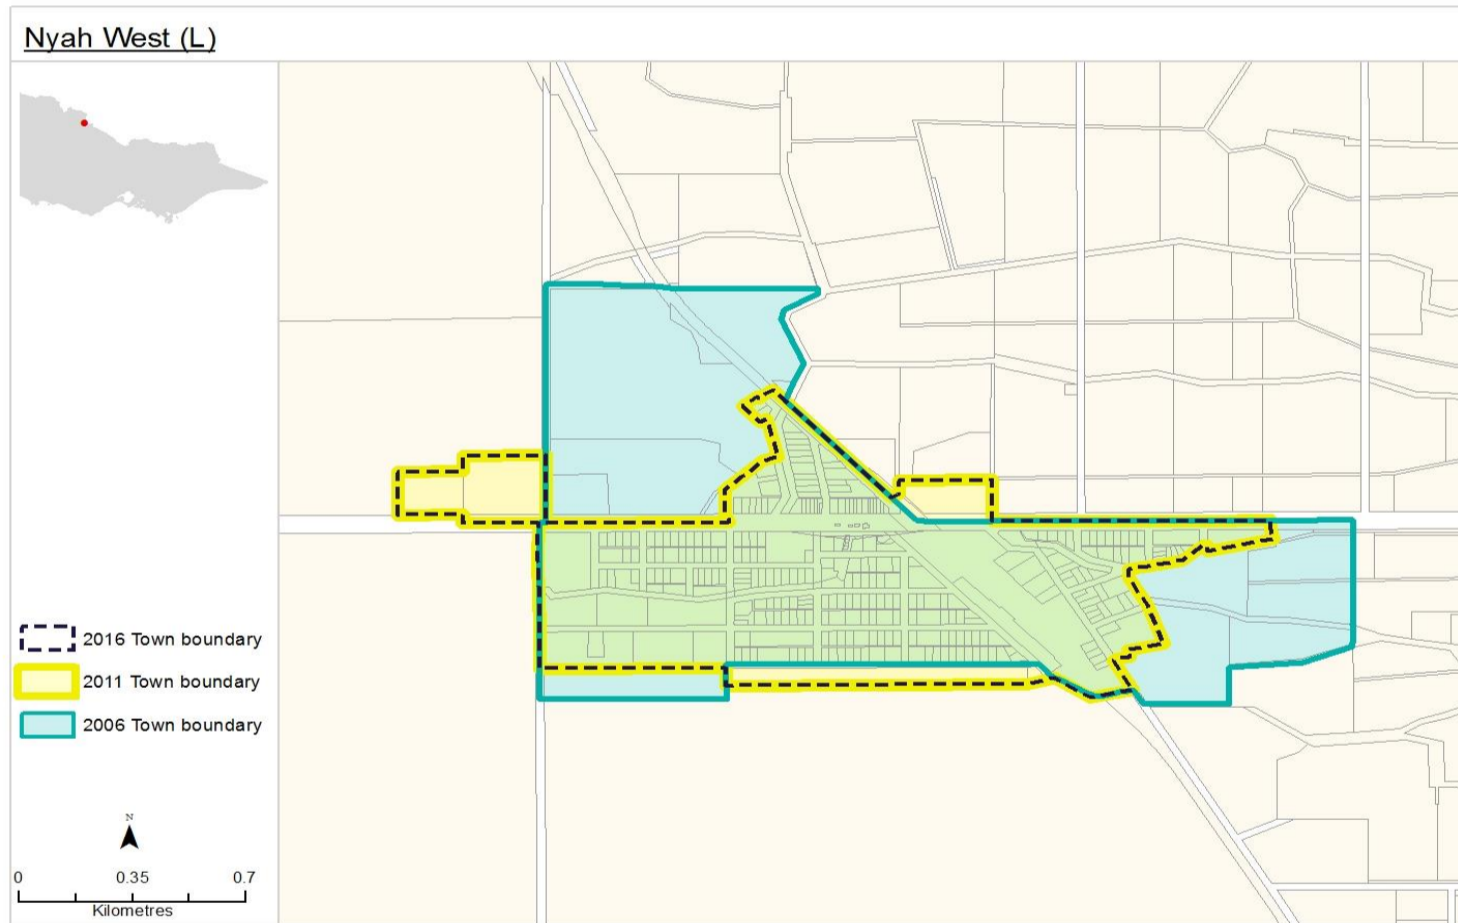 Nyah West (L)
2016 Town boundary
2011 Town boundary
2006 Town boundary
N
0 0.35 0.7
Kilometres